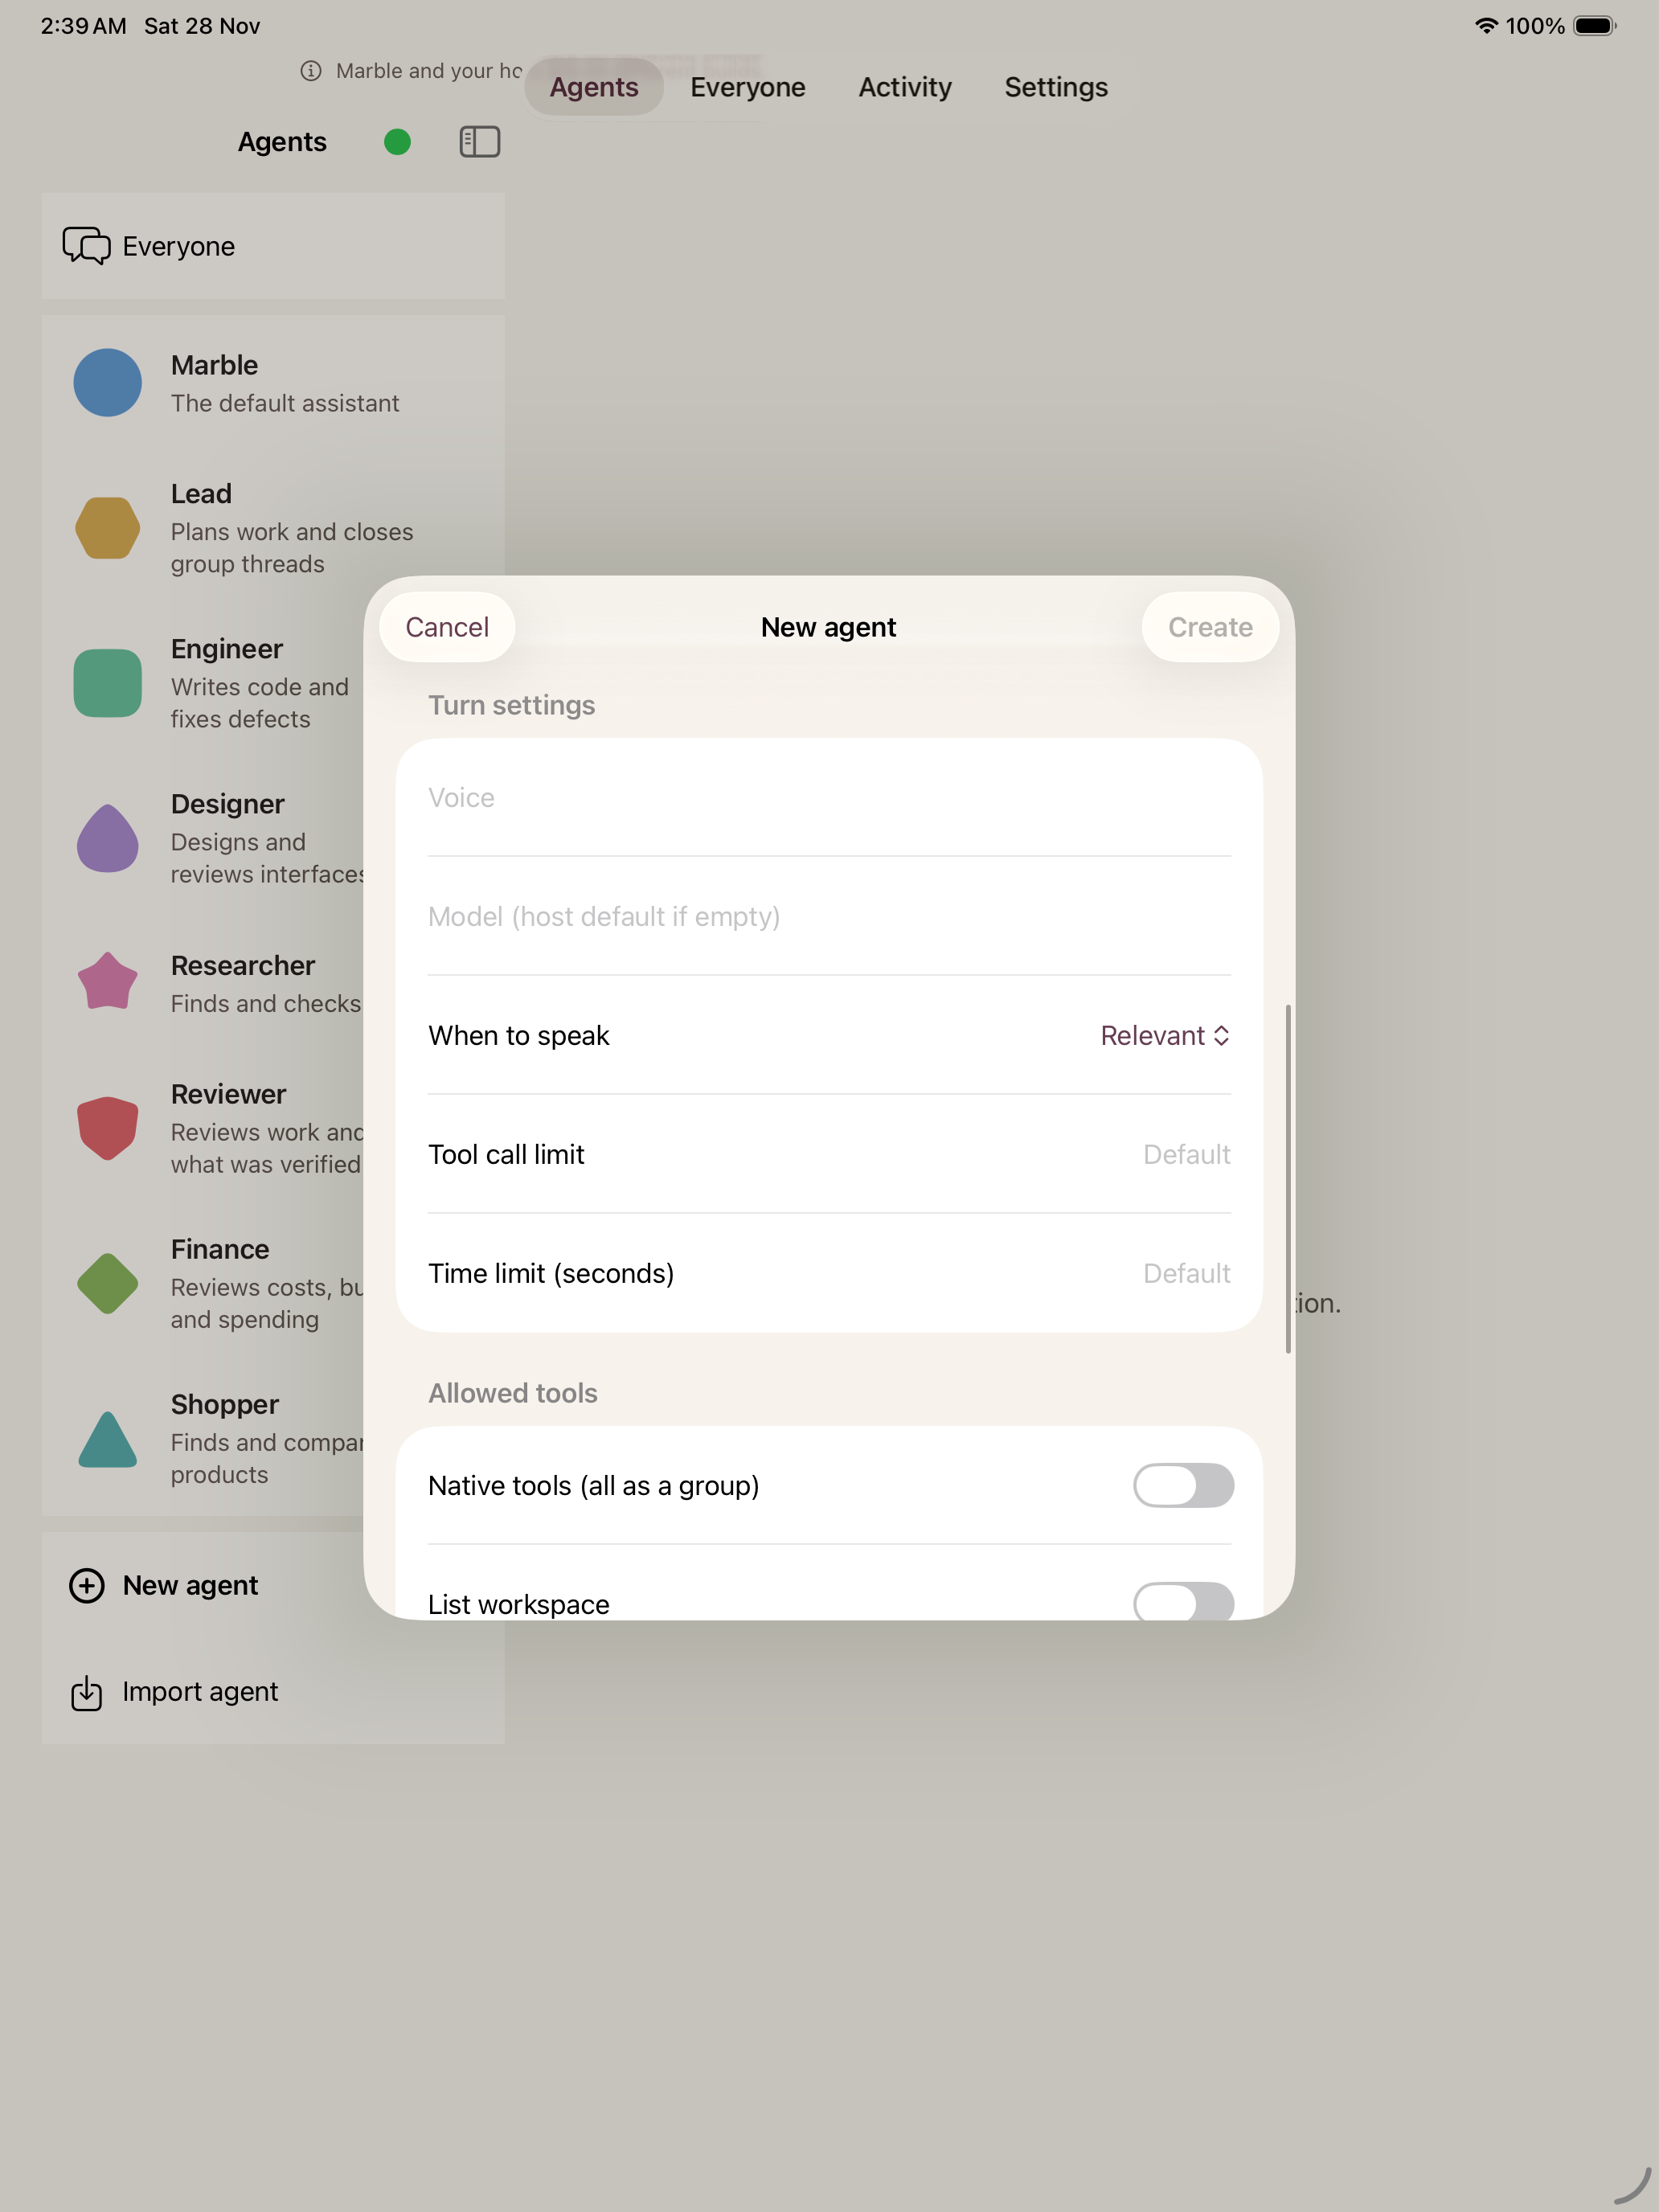 2:39 AM Sat 28 Nov
100%
Marble and your ho
Agents Everyone Activity Settings
Agents
Everyone
Marble
The default assistant
Lead
Plans work and closes
group threads
Engineer
Writes code and
fixes defects
Designer
Designs and
reviews interfaces
Researcher
Finds and checks
Reviewer
Reviews work and
what was verified
Finance
Reviews costs, bu
and spending
Shopper
Finds and compar
products
New agent
Import agent
Cancel
New agent
Create
Turn settings
Voice
Model (host default if empty)
When to speak Relevant
Tool call limit Default
Time limit (seconds) Default
Allowed tools
Native tools (all as a group)
List workspace
tion.